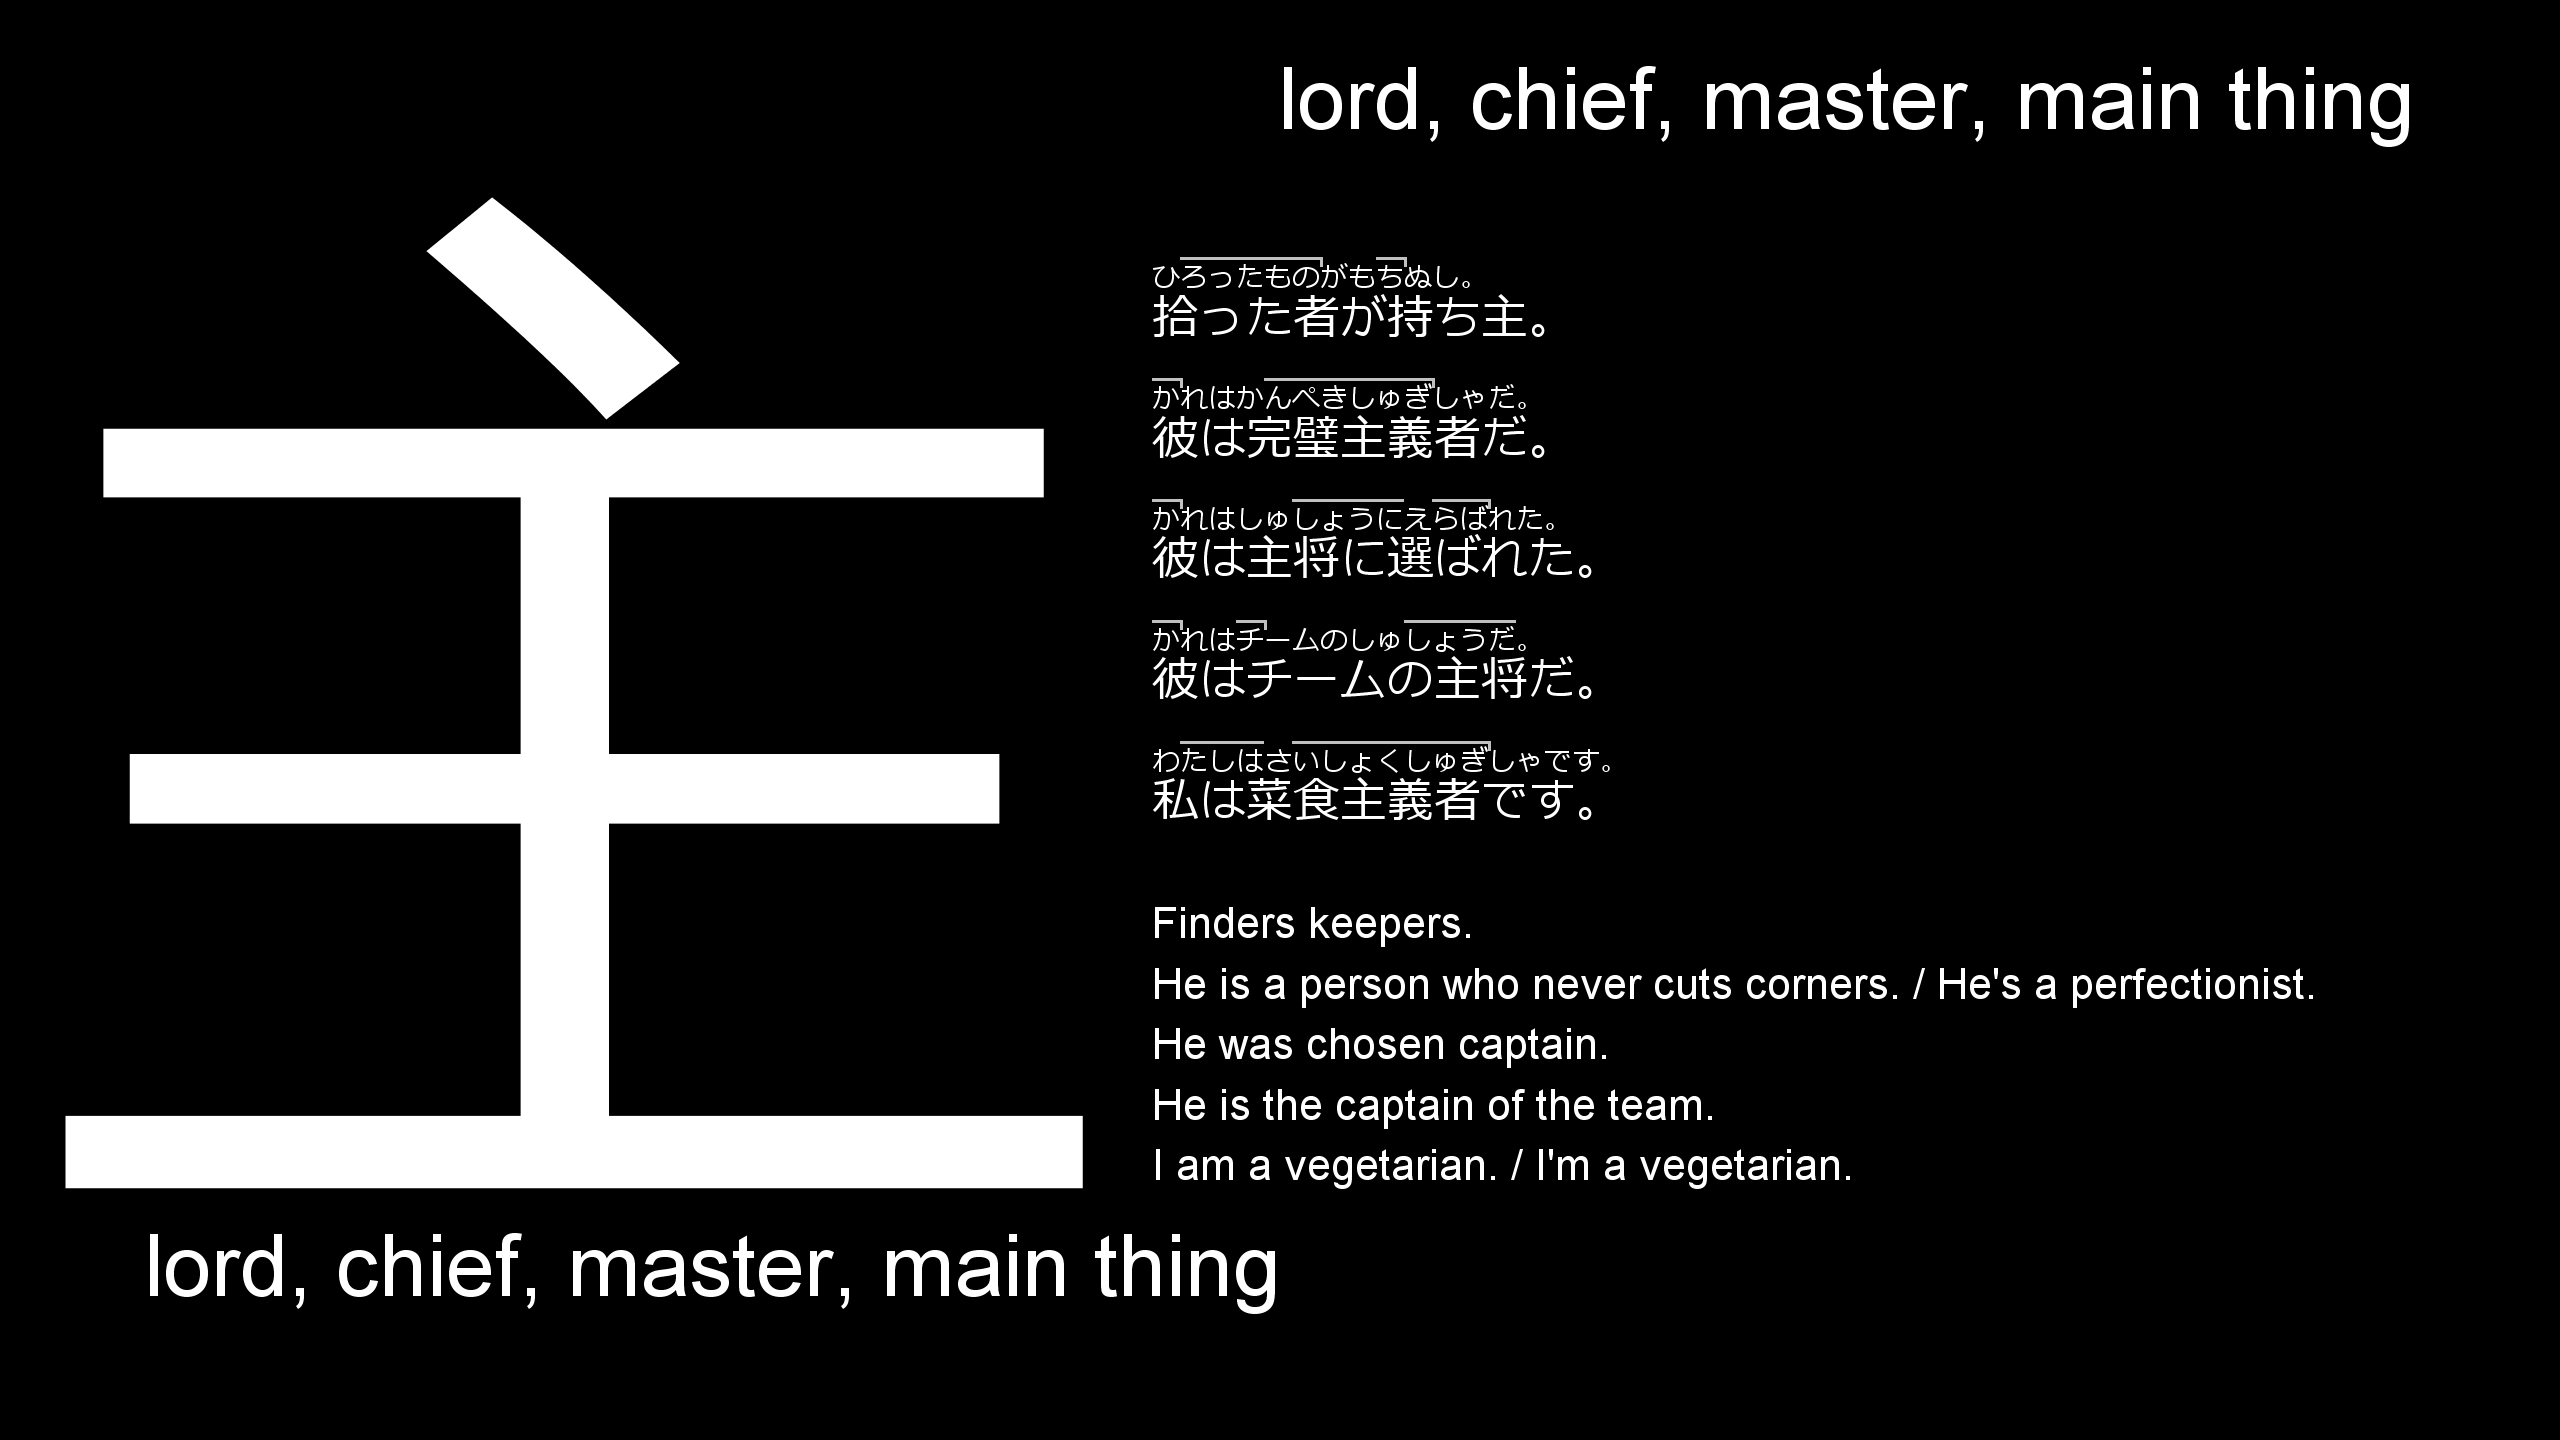 lord, chief, master, main thing
主
ひろったものがもちぬし。
拾った者が持ち主。
かれはかんぺきしゅぎしゃだ。
彼は完璧主義者だ。
かれはしゅしょうにえらばれた。
彼は主将に選ばれた。
かれはチームのしゅしょうだ。
彼はチームの主将だ。
わたしはさいしょくしゅぎしゃです。
私は菜食主義者です。
Finders keepers.
He is a person who never cuts corners. / He's a perfectionist.
He was chosen captain.
He is the captain of the team.
I am a vegetarian. / I'm a vegetarian.
lord, chief, master, main thing